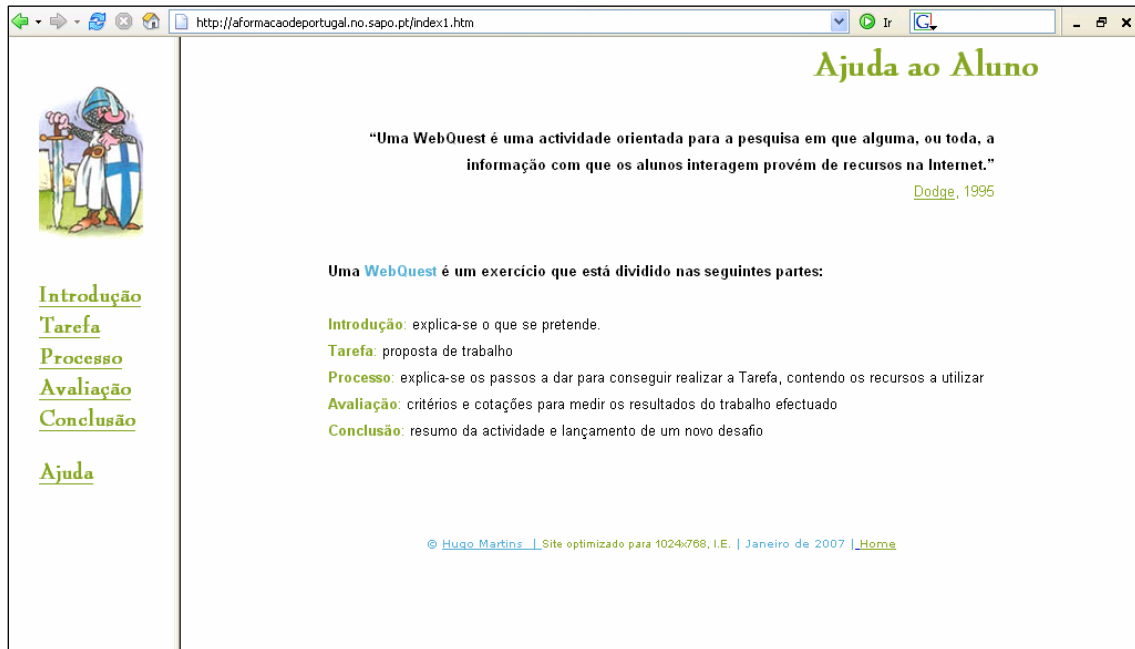 http://aformacaodeportugal.no.sapo.pt/index1.htm
Ir
G
Ajuda ao Aluno
“Uma WebQuest é uma actividade orientada para a pesquisa em que alguma, ou toda, a
informação com que os alunos interagem provém de recursos na Internet.”
Dodge, 1995
Uma WebQuest é um exercício que está dividido nas seguintes partes:
Introdução
Tarefa
Processo
Avaliação
Conclusão
Ajuda
Introdução: explica-se o que se pretende.
Tarefa: proposta de trabalho
Processo: explica-se os passos a dar para conseguir realizar a Tarefa, contendo os recursos a utilizar
Avaliação: critérios e cotações para medir os resultados do trabalho efectuado
Conclusão: resumo da actividade e lançamento de um novo desafio
© Hugo Martins | Site optimizado para 1024x768, I.E. | Janeiro de 2007 | Home